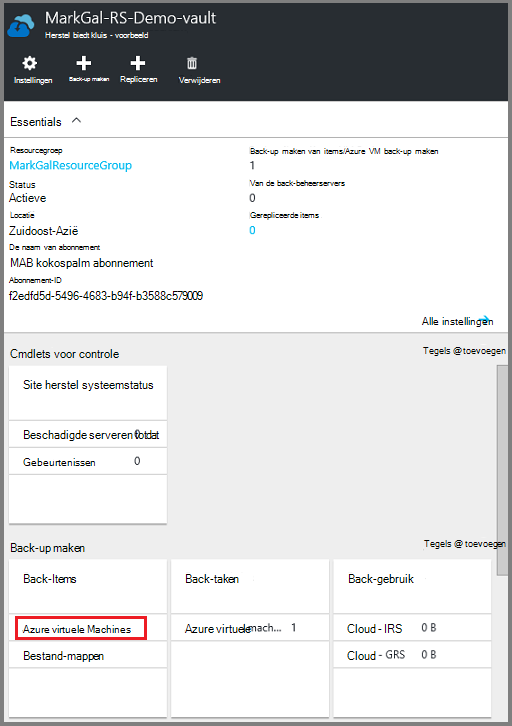 MarkGal-RS-Demo-vault
Herstel biedt kluis - voorbeeld
Instellingen Back-up maken Repliceren Verwijderen
Essentials
Resourcegroep
MarkGalResourceGroup
Status
Actieve
Locatie
Zuidoost-Azië
De naam van abonnement
MAB kokospalm abonnement
Abonnement-ID
f2edfd5d-5496-4683-b94f-b3588c579009
Back-up maken van items/Azure VM back-up maken
1
Van de back-beheerservers
0
Gerepliceerde items
0
Alle instellingen
Cmdlets voor controle
Tegels @ toevoegen
Site herstel systeemstatus
Beschadigde serveren totdat 0
Gebeurtenissen 0
Back-up maken
Tegels @ toevoegen
Back-Items
Azure virtuele Machines
Bestand-mappen
Back-taken
Azure virtuele mach... 1
Back-gebruik
Cloud - IRS 0 B
Cloud - GRS 0 B